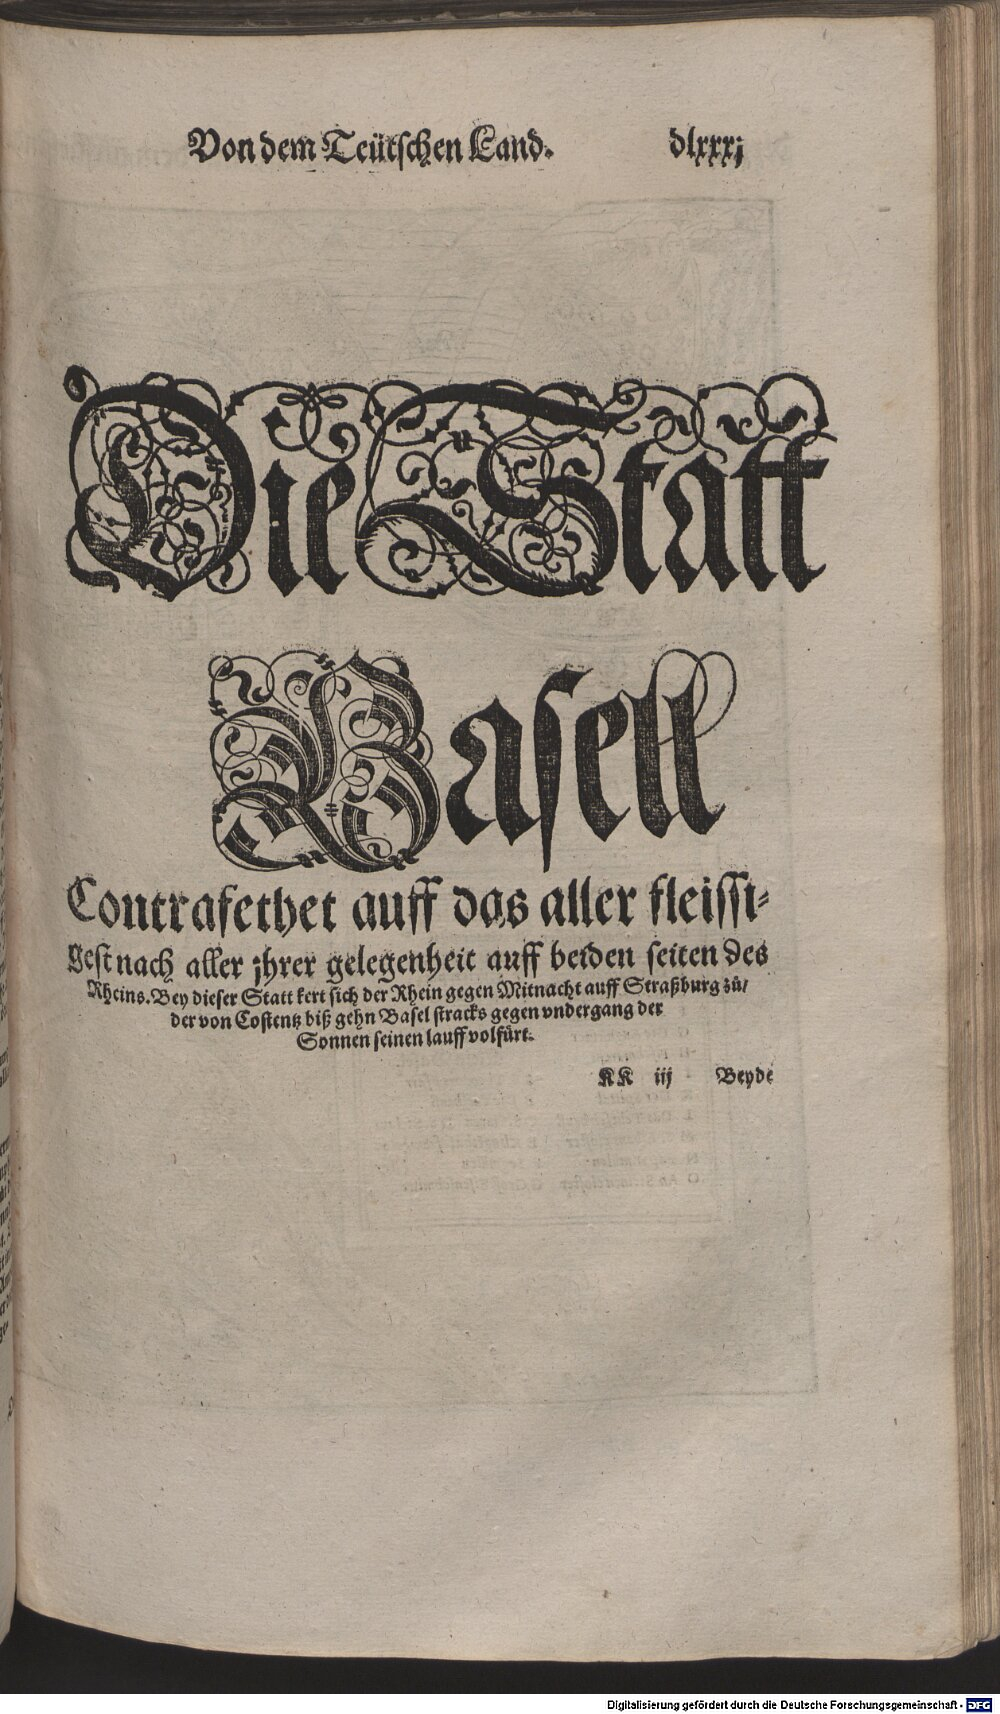 Von dem Teütschen Land. dlxxxj
Die Statt
Basell
Contrafethet auff das aller fleissi-
gest nach aller jhrer gelegenheit auff beiden seiten des
Rheins. Bey dieser Statt kert sich der Rhein gegen Mitnacht auff Straßburg zů/
der von Costentz biß gehn Basel stracks gegen vndergang der
Sonnen seinen lauff volfürt.
KK iij Beyde
Digitalisierung gefördert durch die Deutsche Forschungsgemeinschaft - DFG